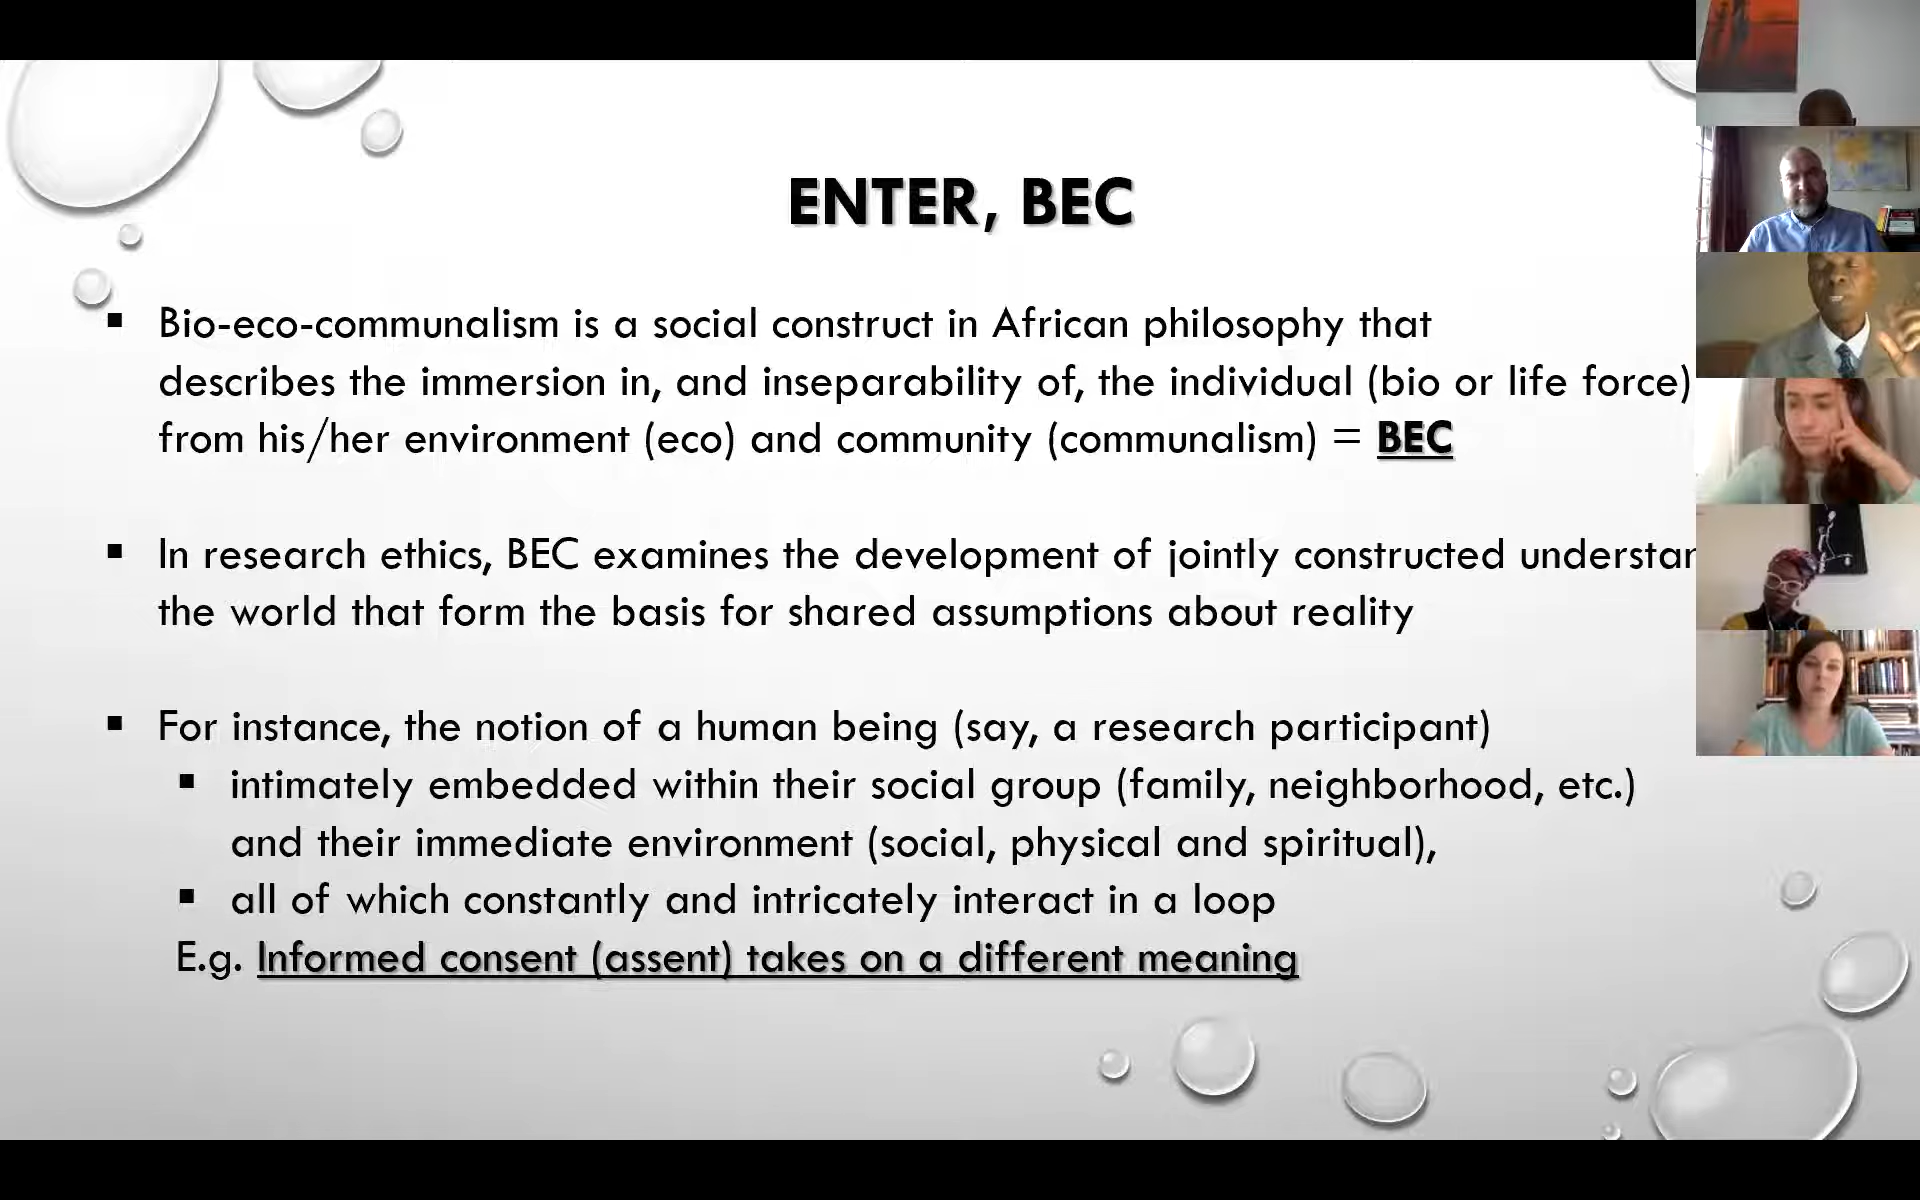 ENTER, BEC
▪ Bio-eco-communalism is a social construct in African philosophy that
describes the immersion in, and inseparability of, the individual (bio or life force)
from his/her environment (eco) and community (communalism) = BEC
▪ In research ethics, BEC examines the development of jointly constructed
the world that form the basis for shared assumptions about reality
▪ For instance, the notion of a human being (say, a research participant)
▪ intimately embedded within their social group (family, neighborhood, etc.)
and their immediate environment (social, physical and spiritual),
▪ all of which constantly and intricately interact in a loop
E.g. Informed consent (assent) takes on a different meaning